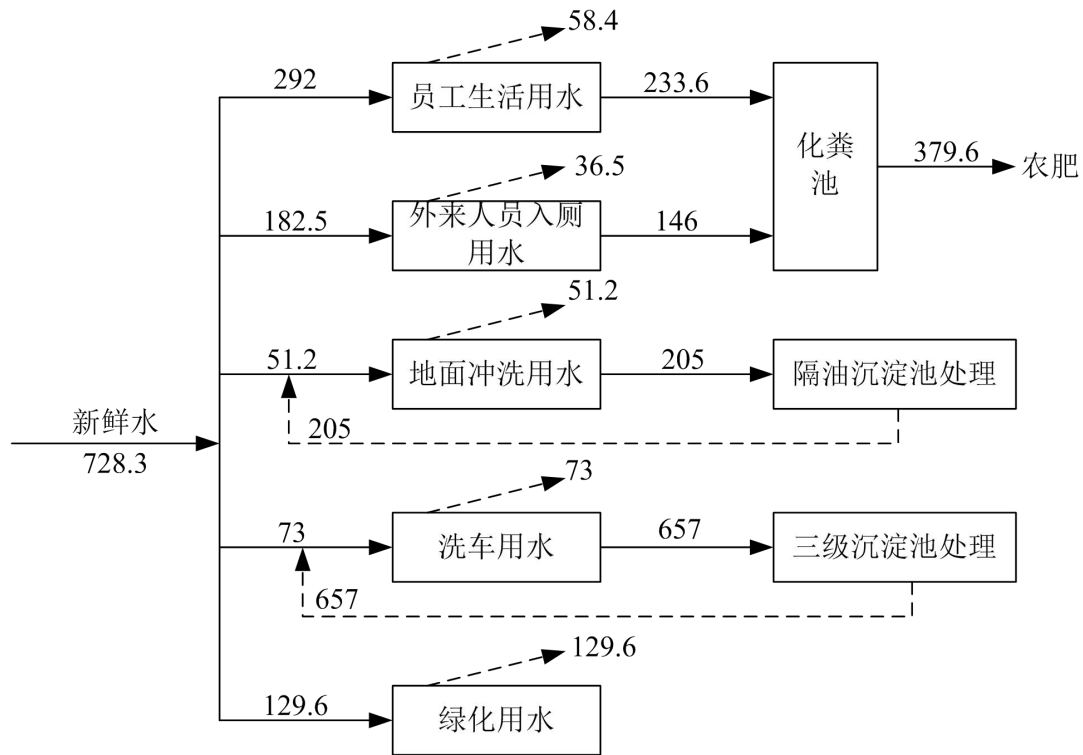 58.4
292
员工生活用水
233.6
化粪
池
379.6
农肥
36.5
182.5
外来人员入厕
用水
146
51.2
51.2
地面冲洗用水
205
隔油沉淀池处理
205
新鲜水
728.3
73
73
洗车用水
657
三级沉淀池处理
657
129.6
129.6
绿化用水